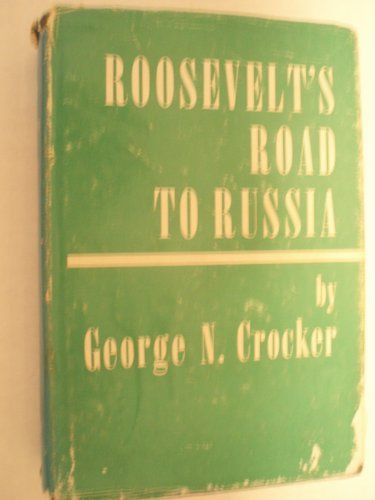 ROOSEVELT'S
ROAD
TO RUSSIA
by
George N. Crocker